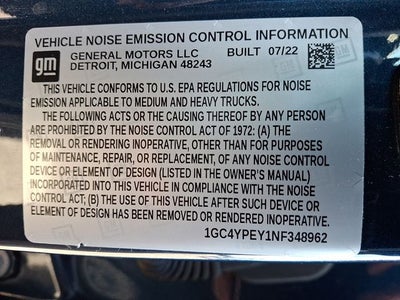 VEHICLE NOISE EMISSION CONTROL INFORMATION
gm
GENERAL MOTORS LLC BUILT 07/22
DETROIT, MICHIGAN 48243
THIS VEHICLE CONFORMS TO U.S. EPA REGULATIONS FOR NOISE
EMISSION APPLICABLE TO MEDIUM AND HEAVY TRUCKS.
THE FOLLOWING ACTS OR THE CAUSING THEREOF BY ANY PERSON
ARE PROHIBITED BY THE NOISE CONTROL ACT OF 1972: (A) THE
REMOVAL OR RENDERING INOPERATIVE, OTHER THAN FOR PURPOSES
OF MAINTENANCE, REPAIR, OR REPLACEMENT, OF ANY NOISE CONTROL
DEVICE OR ELEMENT OF DESIGN (LISTED IN THE OWNER'S MANUAL)
INCORPORATED INTO THIS VEHICLE IN COMPLIANCE WITH THE NOISE
CONTROL ACT; (B) THE USE OF THIS VEHICLE AFTER SUCH DEVICE OR
ELEMENT OF DESIGN HAS BEEN REMOVED OR RENDERED INOPERATIVE.
1GC4YPEY1NF348962